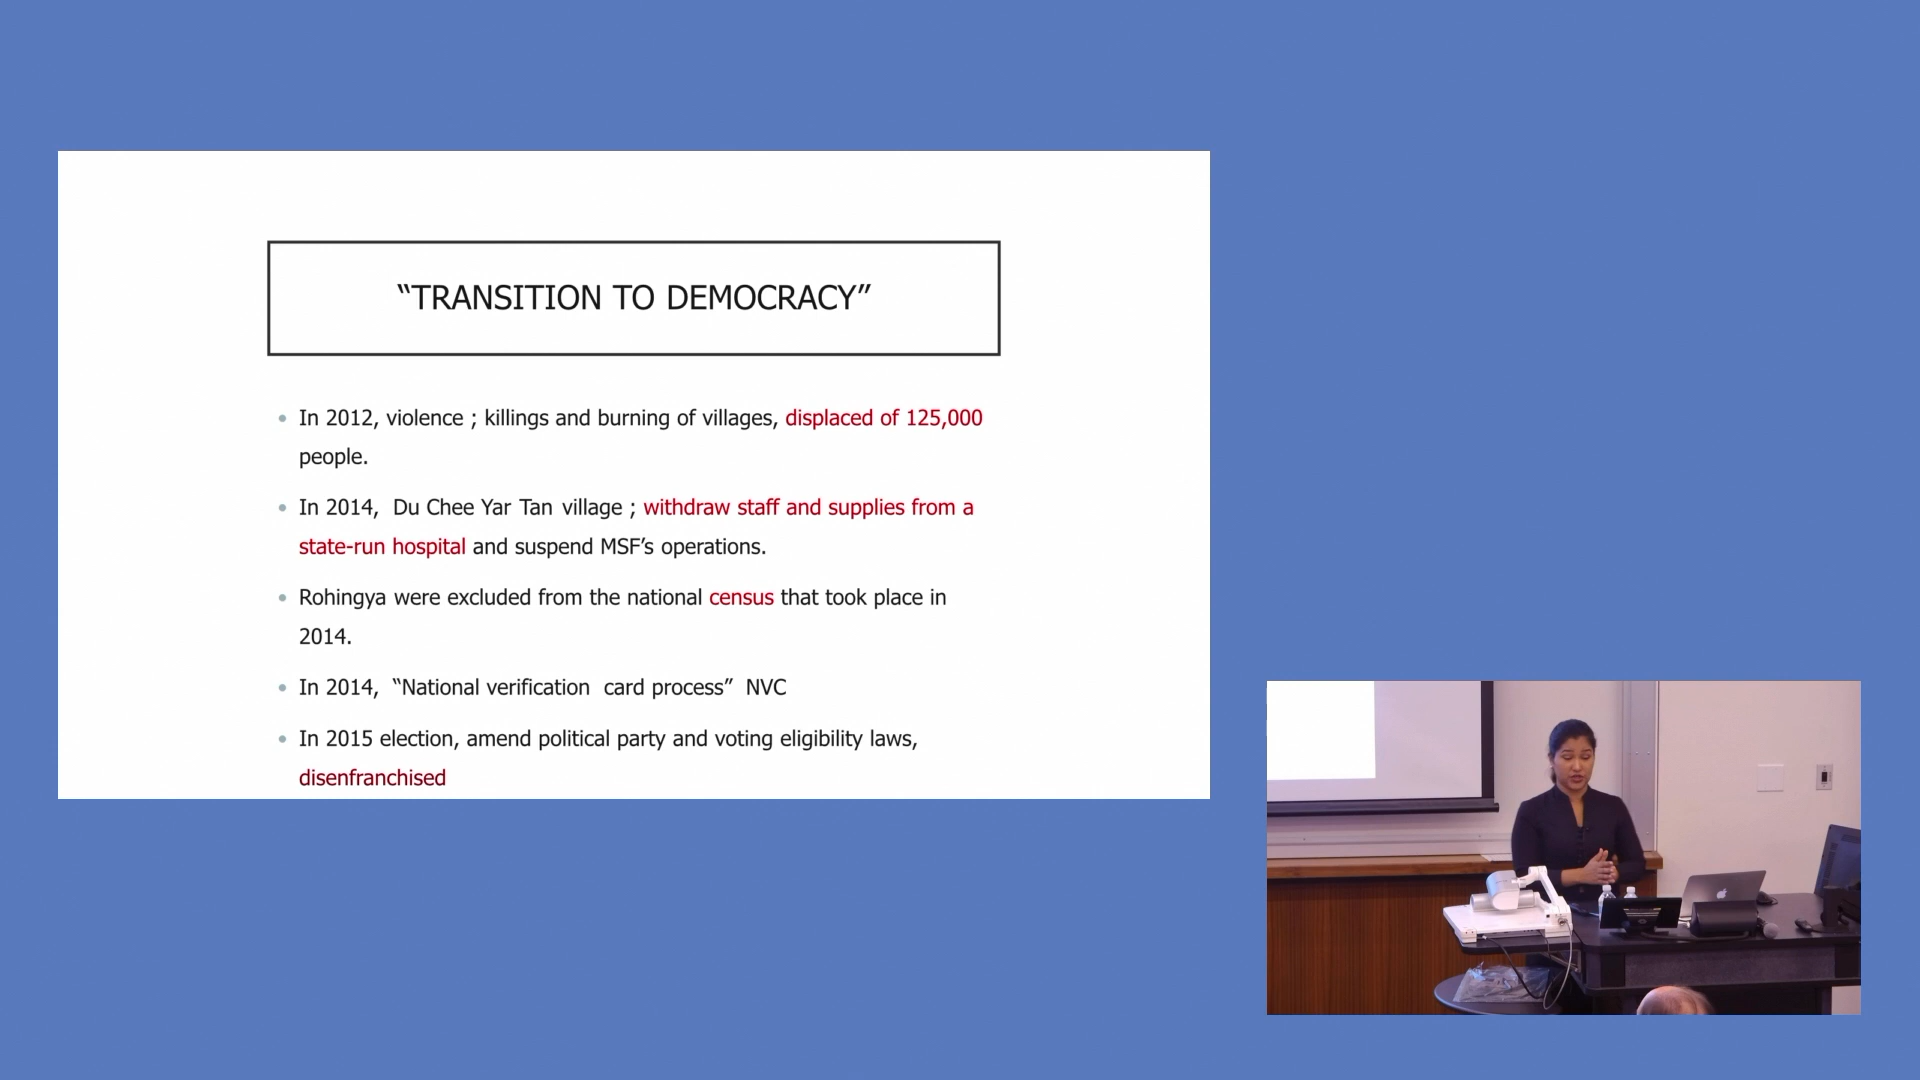 “TRANSITION TO DEMOCRACY”
• In 2012, violence ; killings and burning of villages, displaced of 125,000
people.
• In 2014,  Du Chee Yar Tan village ; withdraw staff and supplies from a
state-run hospital and suspend MSF’s operations.
• Rohingya were excluded from the national census that took place in
2014.
• In 2014,  “National verification  card process”  NVC
• In 2015 election, amend political party and voting eligibility laws,
disenfranchised